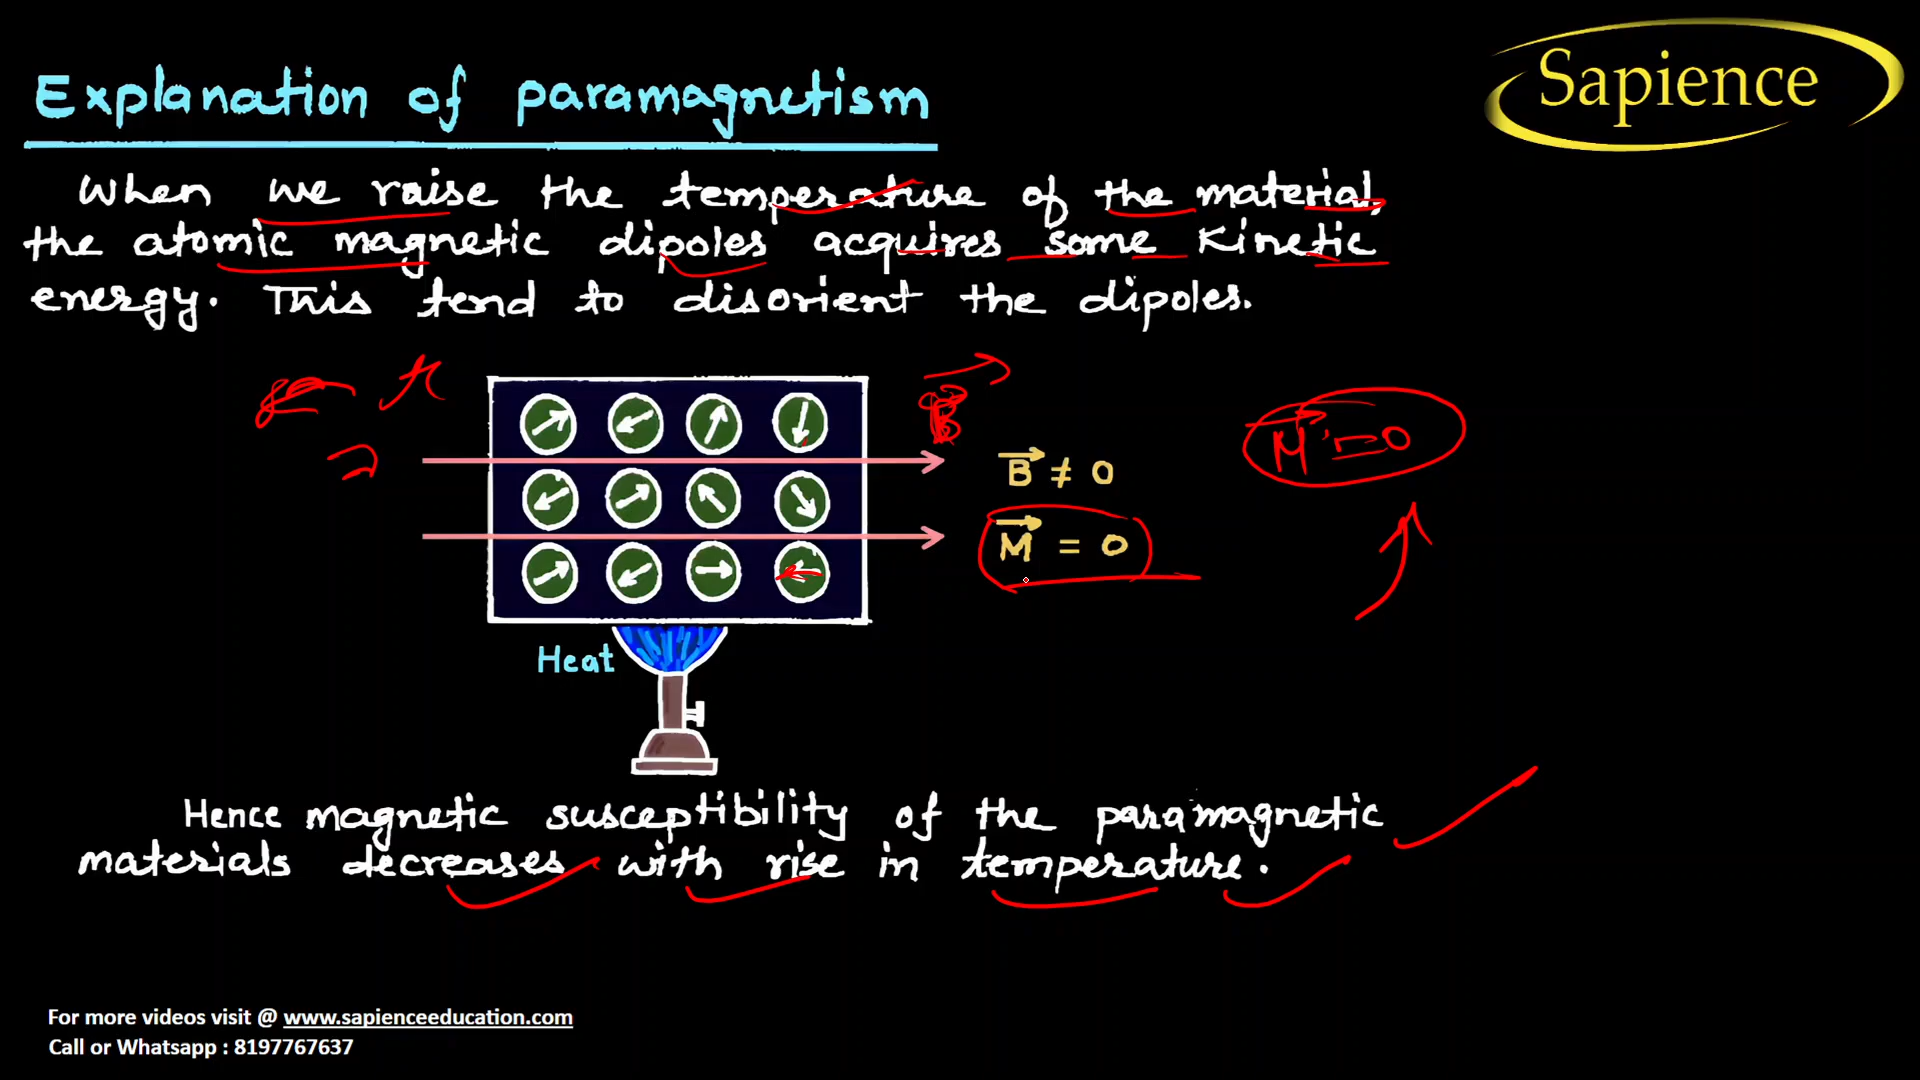 Sapience
Explanation of paramagnetism
When we raise the temperature of the material,
the atomic magnetic dipoles acquires some Kinetic
energy. This tend to disorient the dipoles.
B
B ≠ 0
M = 0
M = 0
Heat
Hence magnetic susceptibility of the paramagnetic
materials decreases with rise in temperature.
For more videos visit @ www.sapienceeducation.com
Call or Whatsapp : 8197767637